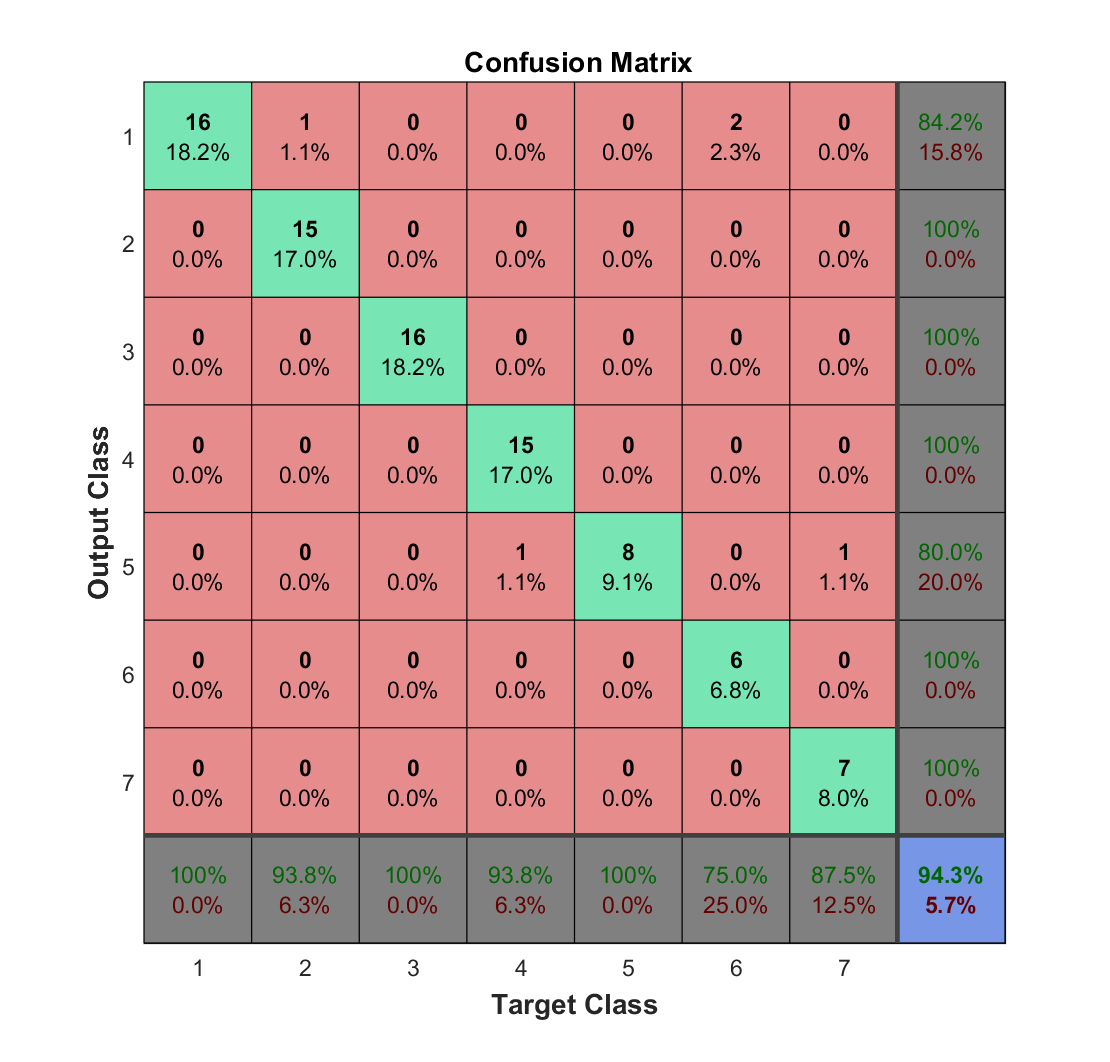 Confusion Matrix
16 1 0 0 0 2 0 84.2%
1
18.2% 1.1% 0.0% 0.0% 0.0% 2.3% 0.0% 15.8%
0 15 0 0 0 0 0 100%
2
0.0% 17.0% 0.0% 0.0% 0.0% 0.0% 0.0% 0.0%
0 0 16 0 0 0 0 100%
3
0.0% 0.0% 18.2% 0.0% 0.0% 0.0% 0.0% 0.0%
0 0 0 15 0 0 0 100%
4
0.0% 0.0% 0.0% 17.0% 0.0% 0.0% 0.0% 0.0%
Output Class
0 0 0 1 8 0 1 80.0%
5
0.0% 0.0% 0.0% 1.1% 9.1% 0.0% 1.1% 20.0%
0 0 0 0 0 6 0 100%
6
0.0% 0.0% 0.0% 0.0% 0.0% 6.8% 0.0% 0.0%
0 0 0 0 0 0 7 100%
7
0.0% 0.0% 0.0% 0.0% 0.0% 0.0% 8.0% 0.0%
100% 93.8% 100% 93.8% 100% 75.0% 87.5% 94.3%
0.0% 6.3% 0.0% 6.3% 0.0% 25.0% 12.5% 5.7%
1 2 3 4 5 6 7
Target Class